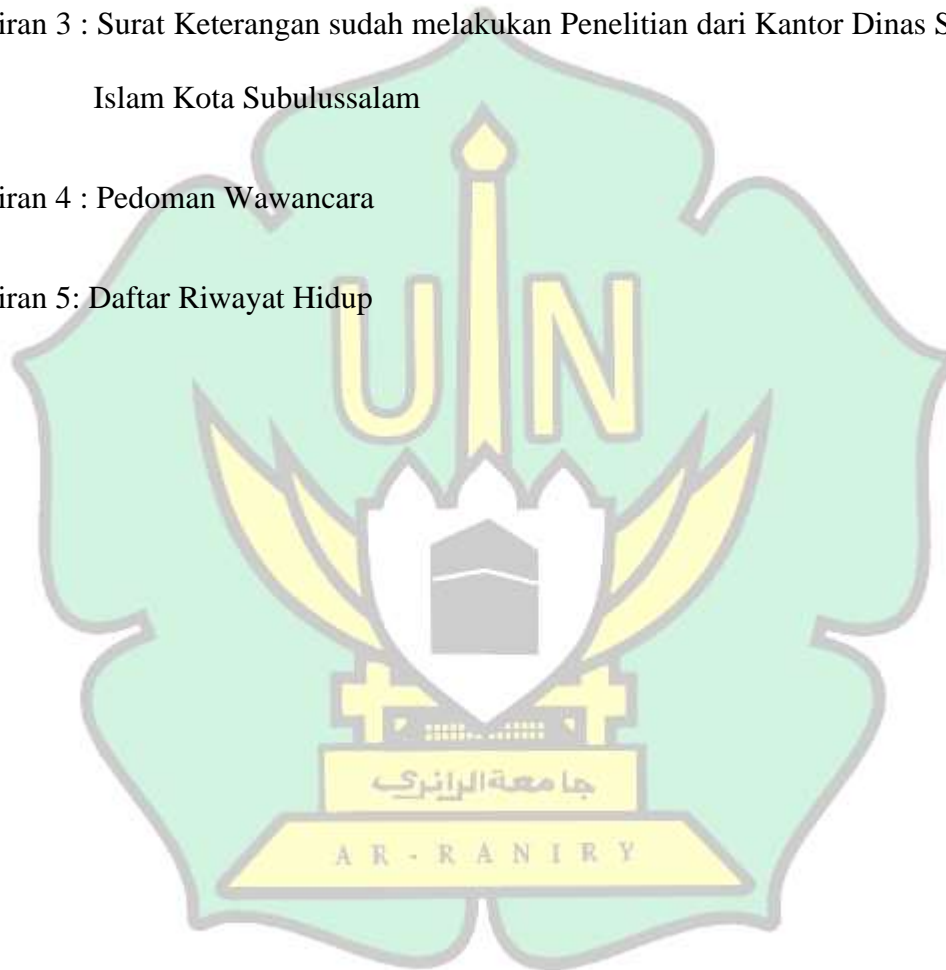 iran 3 : Surat Keterangan sudah melakukan Penelitian dari Kantor Dinas S
Islam Kota Subulussalam
iran 4 : Pedoman Wawancara
iran 5: Daftar Riwayat Hidup
UIN
جامعة الرانري
AR-RANIRY